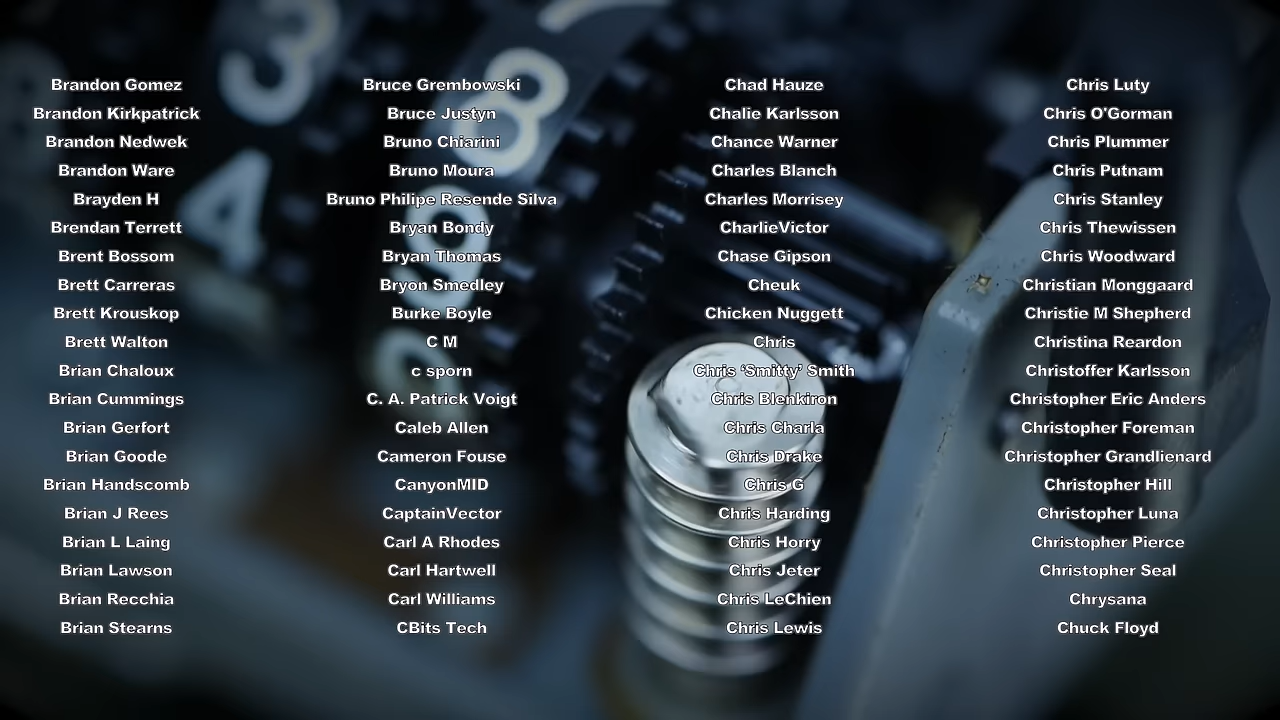 Brandon Gomez
Brandon Kirkpatrick
Brandon Nedwek
Brandon Ware
Brayden H
Brendan Terrett
Brent Bossom
Brett Carreras
Brett Krouskop
Brett Walton
Brian Chaloux
Brian Cummings
Brian Gerfort
Brian Goode
Brian Handscomb
Brian J Rees
Brian L Laing
Brian Lawson
Brian Recchia
Brian Stearns
Bruce Grembowski
Bruce Justyn
Bruno Chiarini
Bruno Moura
Bruno Philipe Resende Silva
Bryan Bondy
Bryan Thomas
Bryon Smedley
Burke Boyle
C M
c sporn
C. A. Patrick Voigt
Caleb Allen
Cameron Fouse
CanyonMID
CaptainVector
Carl A Rhodes
Carl Hartwell
Carl Williams
CBits Tech
Chad Hauze
Chalie Karlsson
Chance Warner
Charles Blanch
Charles Morrisey
CharlieVictor
Chase Gipson
Cheuk
Chicken Nuggett
Chris
Chris ‘Smitty’ Smith
Chris Blenkiron
Chris Charla
Chris Drake
Chris G
Chris Harding
Chris Horry
Chris Jeter
Chris LeChien
Chris Lewis
Chris Luty
Chris O'Gorman
Chris Plummer
Chris Putnam
Chris Stanley
Chris Thewissen
Chris Woodward
Christian Monggaard
Christie M Shepherd
Christina Reardon
Christoffer Karlsson
Christopher Eric Anders
Christopher Foreman
Christopher Grandlienard
Christopher Hill
Christopher Luna
Christopher Pierce
Christopher Seal
Chrysana
Chuck Floyd
3
4
8
9